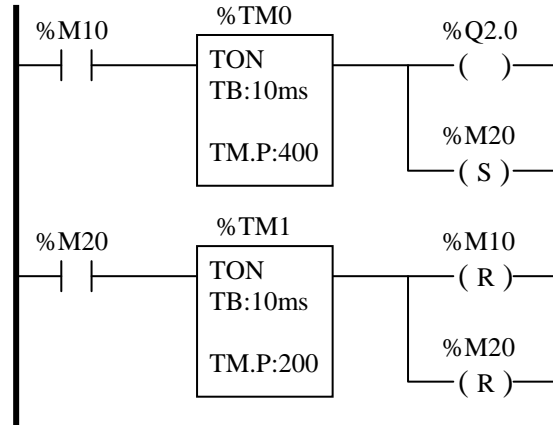 %TM0
%M10
%Q2.0
TON
TB:10ms
( )
%M20
TM.P:400
( S )
%TM1
%M20
%M10
TON
TB:10ms
( R )
%M20
TM.P:200
( R )